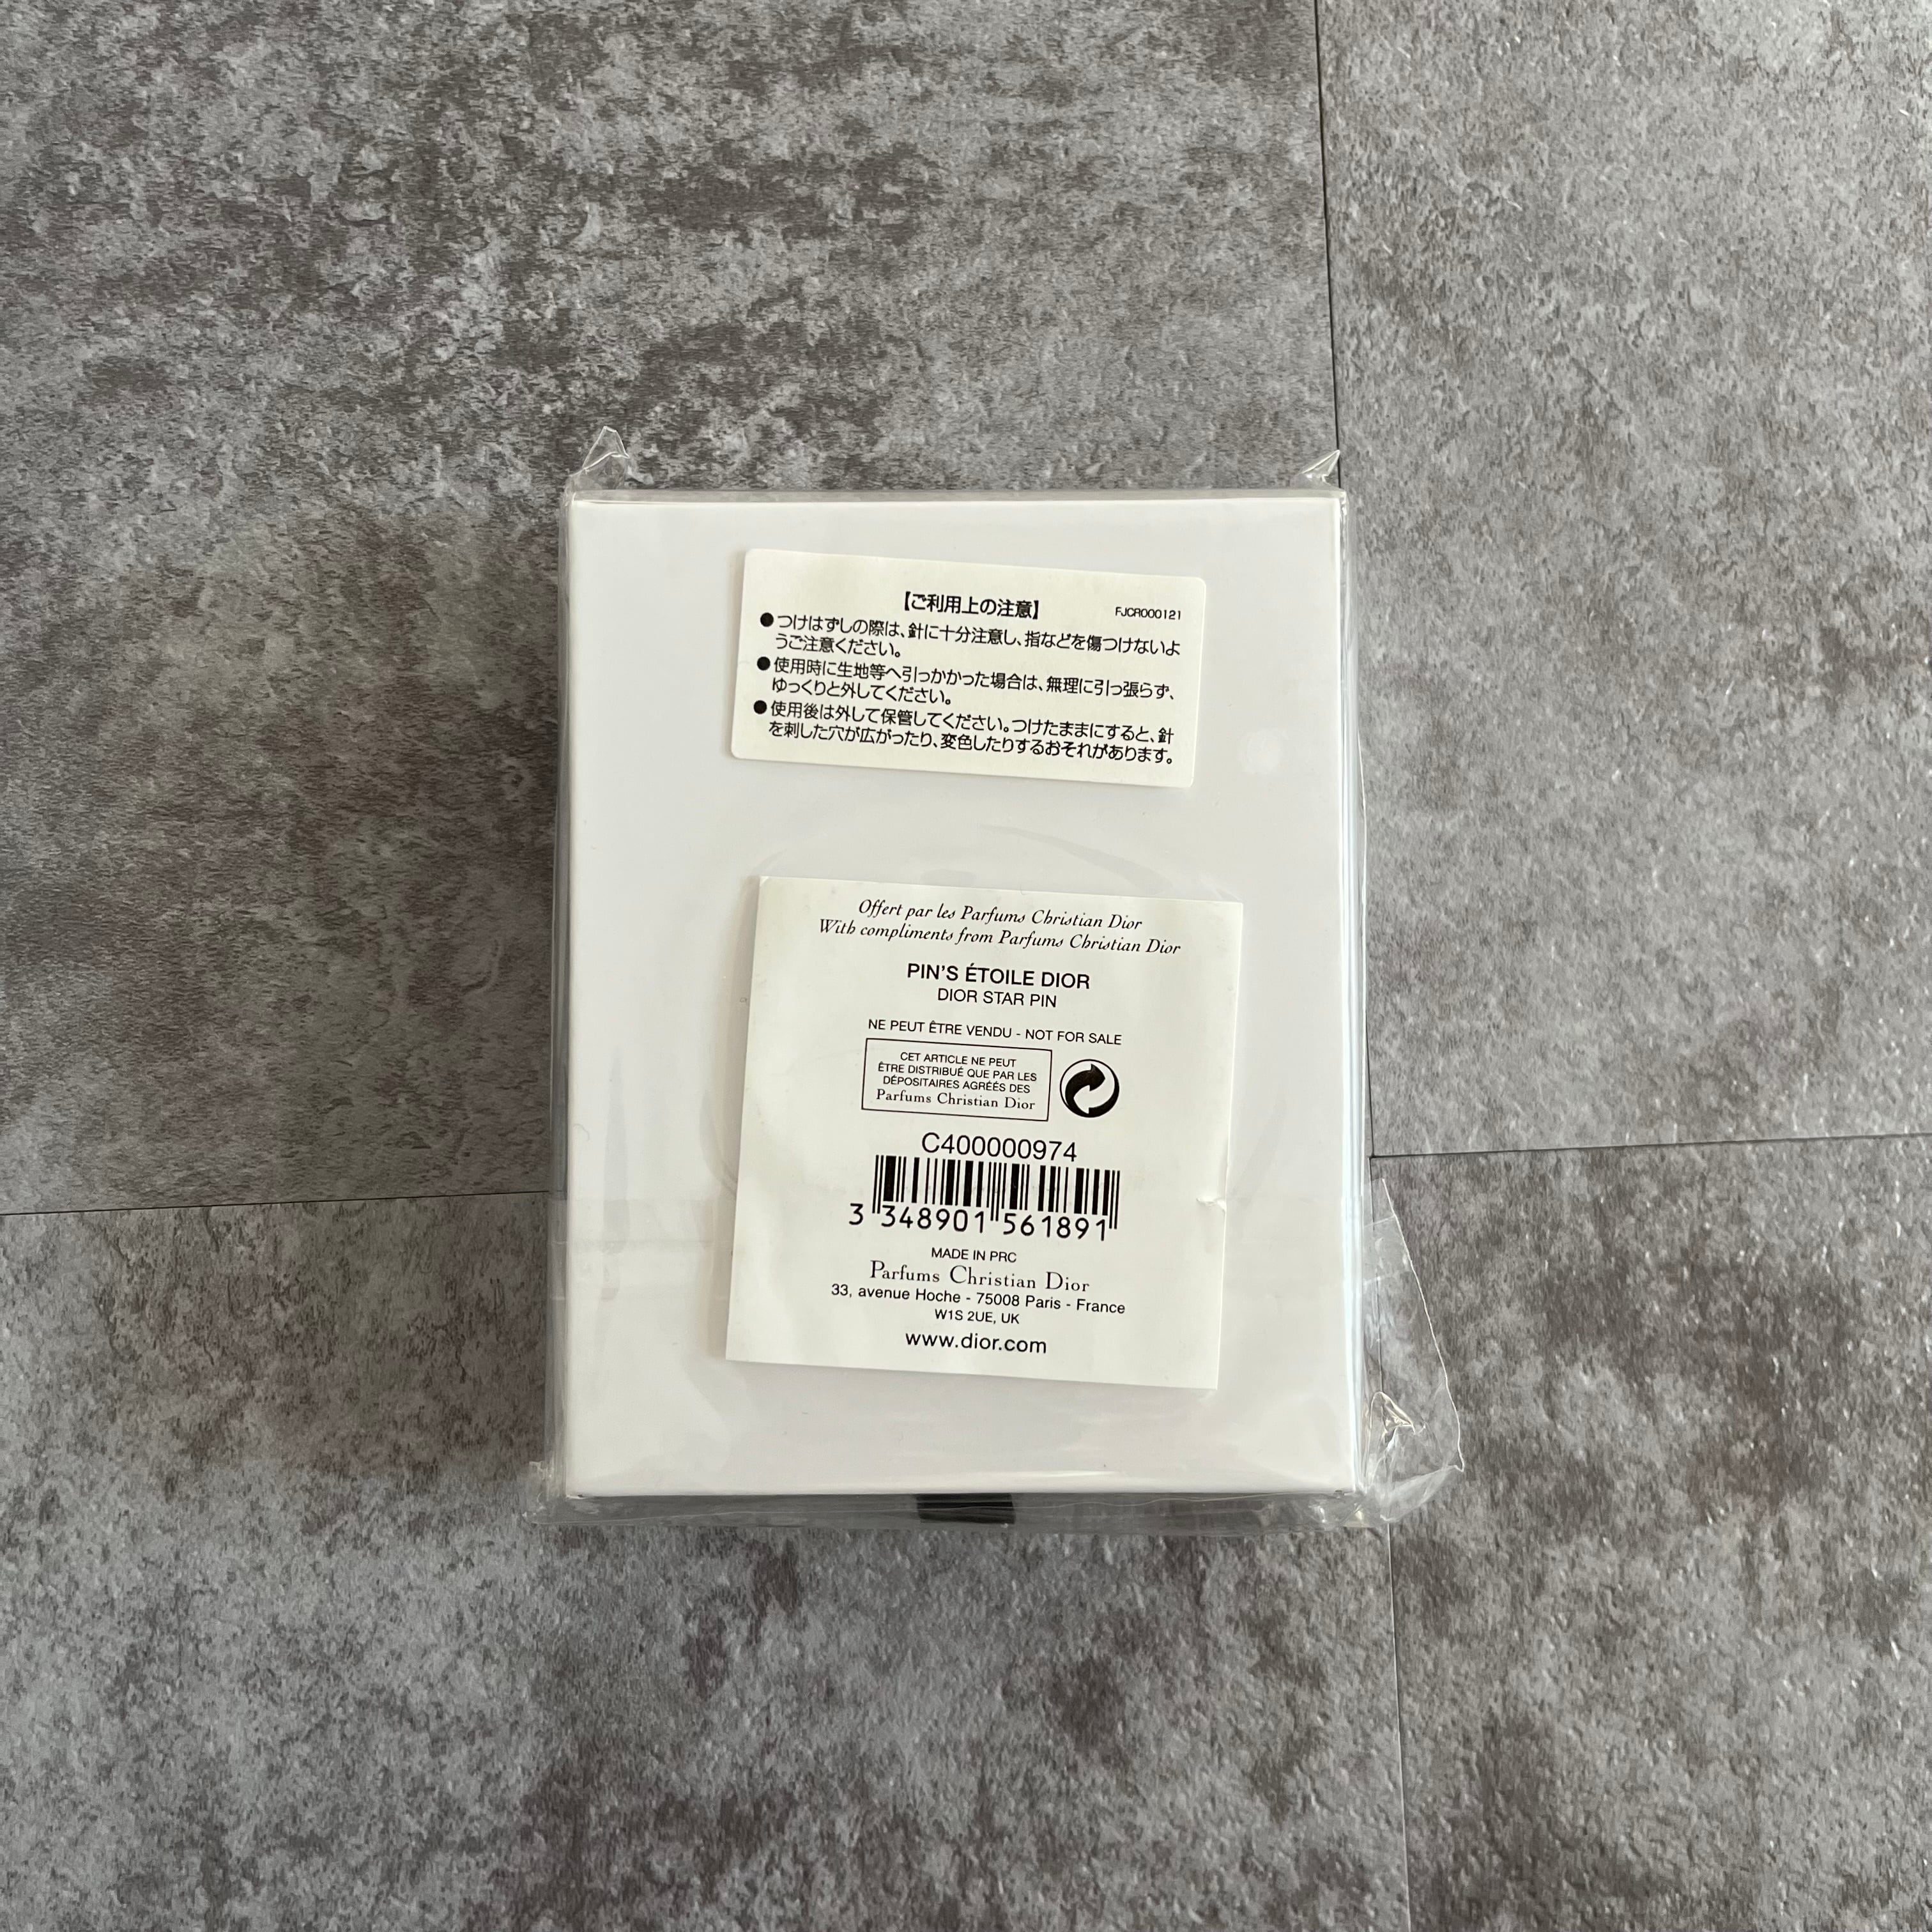 【ご利用上の注意】 FJCR000121
●つけはずしの際は、針に十分注意し、指などを傷つけないよ
うご注意ください。
●使用時に生地等へ引っかかった場合は、無理に引っ張らず、
ゆっくりと外してください。
●使用後は外して保管してください。つけたままにすると、針
を刺した穴が広がったり、変色したりするおそれがあります。
Offert par les Parfums Christian Dior
With compliments from Parfums Christian Dior
PIN'S ÉTOILE DIOR
DIOR STAR PIN
NE PEUT ÊTRE VENDU - NOT FOR SALE
CET ARTICLE NE PEUT
ÊTRE DISTRIBUÉ QUE PAR LES
DÉPOSITAIRES AGRÉÉS DES
Parfums Christian Dior
C400000974
3 348901 561891
MADE IN PRC
Parfums Christian Dior
33, avenue Hoche - 75008 Paris - France
W1S 2UE, UK
www.dior.com